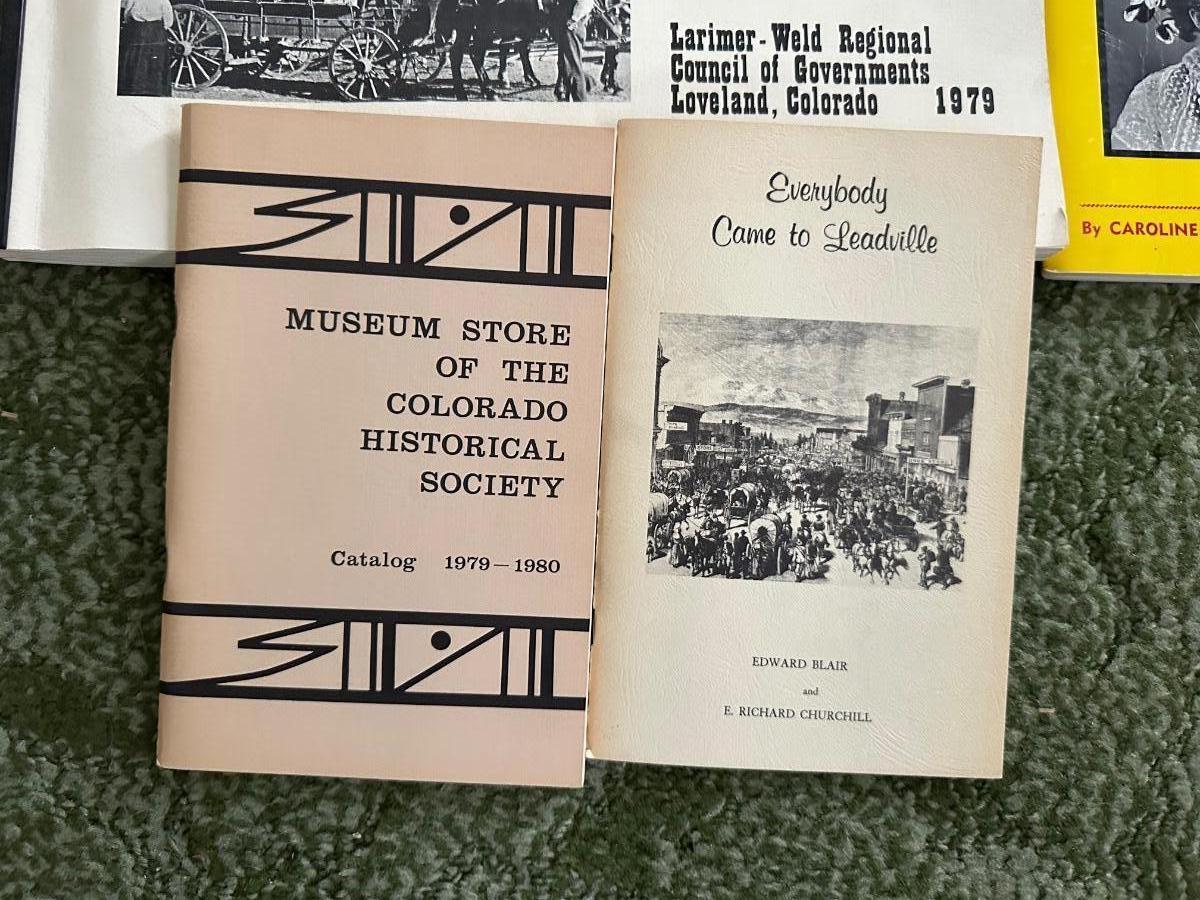 Larimer-Weld Regional
Council of Governments
Loveland, Colorado 1979
By CAROLINE
MUSEUM STORE
OF THE
COLORADO
HISTORICAL
SOCIETY
Catalog 1979-1980
Everybody
Came to Leadville
EDWARD BLAIR
and
E. RICHARD CHURCHILL